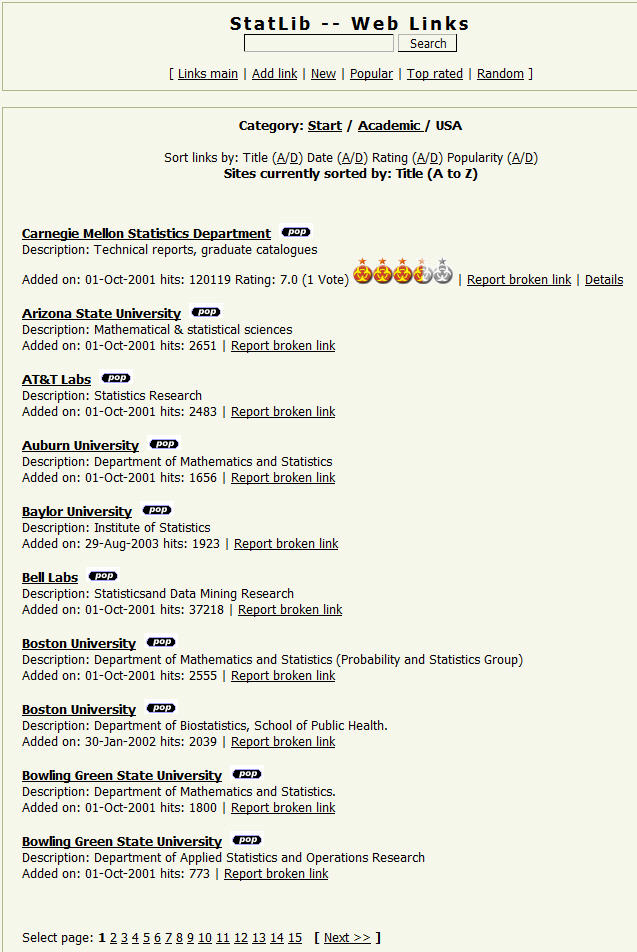 StatLib -- Web Links
Search
[ Links main | Add link | New | Popular | Top rated | Random ]
Category: Start / Academic / USA
Sort links by: Title (A/D) Date (A/D) Rating (A/D) Popularity (A/D)
Sites currently sorted by: Title (A to Z)
Carnegie Mellon Statistics Department pop
Description: Technical reports, graduate catalogues
Added on: 01-Oct-2001 hits: 120119 Rating: 7.0 (1 Vote) | Report broken link | Details
Arizona State University pop
Description: Mathematical & statistical sciences
Added on: 01-Oct-2001 hits: 2651 | Report broken link
AT&T Labs pop
Description: Statistics Research
Added on: 01-Oct-2001 hits: 2483 | Report broken link
Auburn University pop
Description: Department of Mathematics and Statistics
Added on: 01-Oct-2001 hits: 1656 | Report broken link
Baylor University pop
Description: Institute of Statistics
Added on: 29-Aug-2003 hits: 1923 | Report broken link
Bell Labs pop
Description: Statisticsand Data Mining Research
Added on: 01-Oct-2001 hits: 37218 | Report broken link
Boston University pop
Description: Department of Mathematics and Statistics (Probability and Statistics Group)
Added on: 01-Oct-2001 hits: 2555 | Report broken link
Boston University pop
Description: Department of Biostatistics, School of Public Health.
Added on: 30-Jan-2002 hits: 2039 | Report broken link
Bowling Green State University pop
Description: Department of Mathematics and Statistics.
Added on: 01-Oct-2001 hits: 1800 | Report broken link
Bowling Green State University pop
Description: Department of Applied Statistics and Operations Research
Added on: 01-Oct-2001 hits: 773 | Report broken link
Select page: 1 2 3 4 5 6 7 8 9 10 11 12 13 14 15 [ Next >> ]